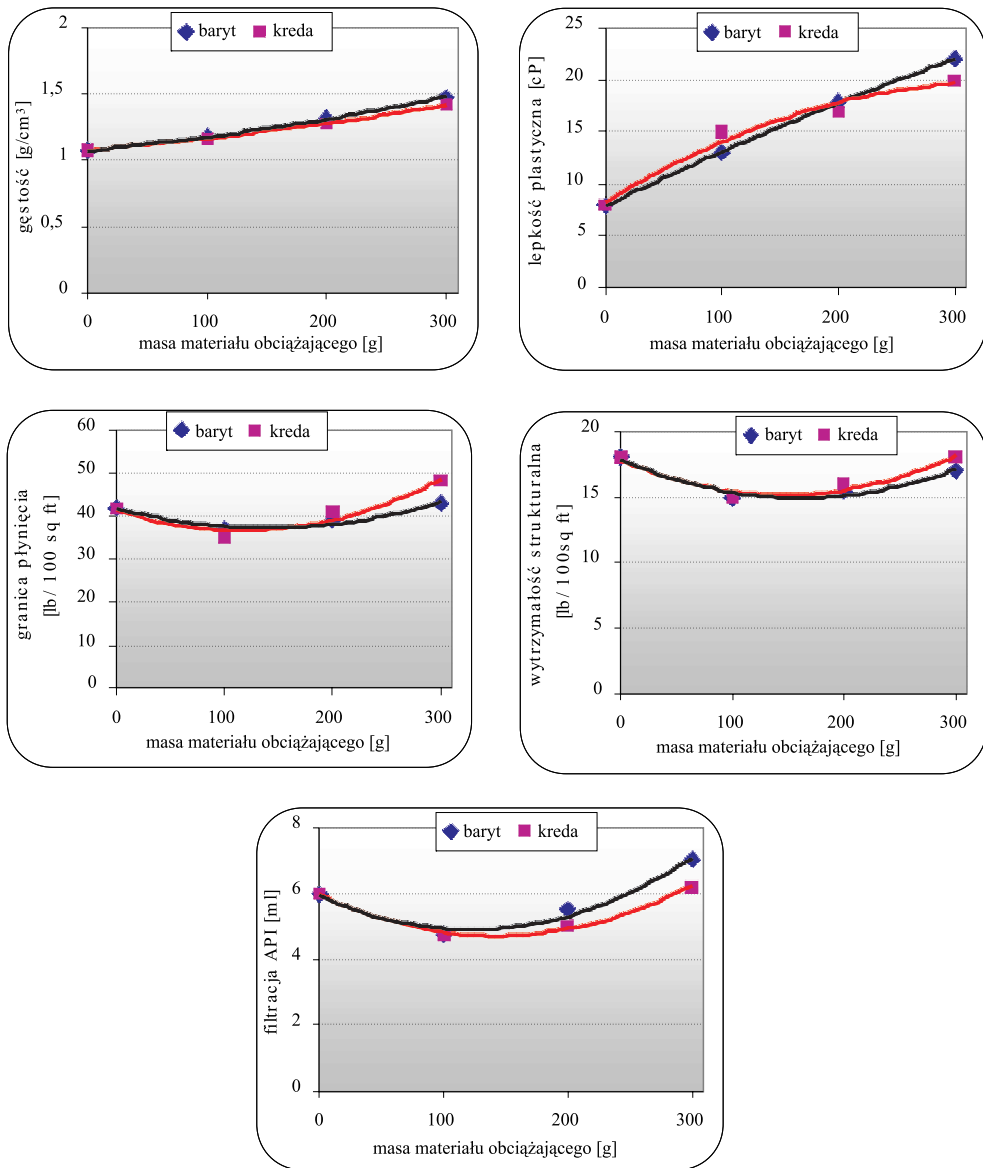 baryt kreda
gęstość [g/cm³]
2
1,5
1
0,5
0
0 100 200 300
masa materiału obciążającego [g]
baryt kreda
lepkość plastyczna [cP]
25
20
15
10
5
0
0 100 200 300
masa materiału obciążającego [g]
baryt kreda
granica płynięcia
[lb/100 sq ft]
60
50
40
30
20
10
0
0 100 200 300
masa materiału obciążającego [g]
baryt kreda
wytrzymałość strukturalna
[lb/100sq ft]
20
15
10
5
0
0 100 200 300
masa materiału obciążającego [g]
baryt kreda
filtracja API [ml]
8
6
4
2
0
0 100 200 300
masa materiału obciążającego [g]